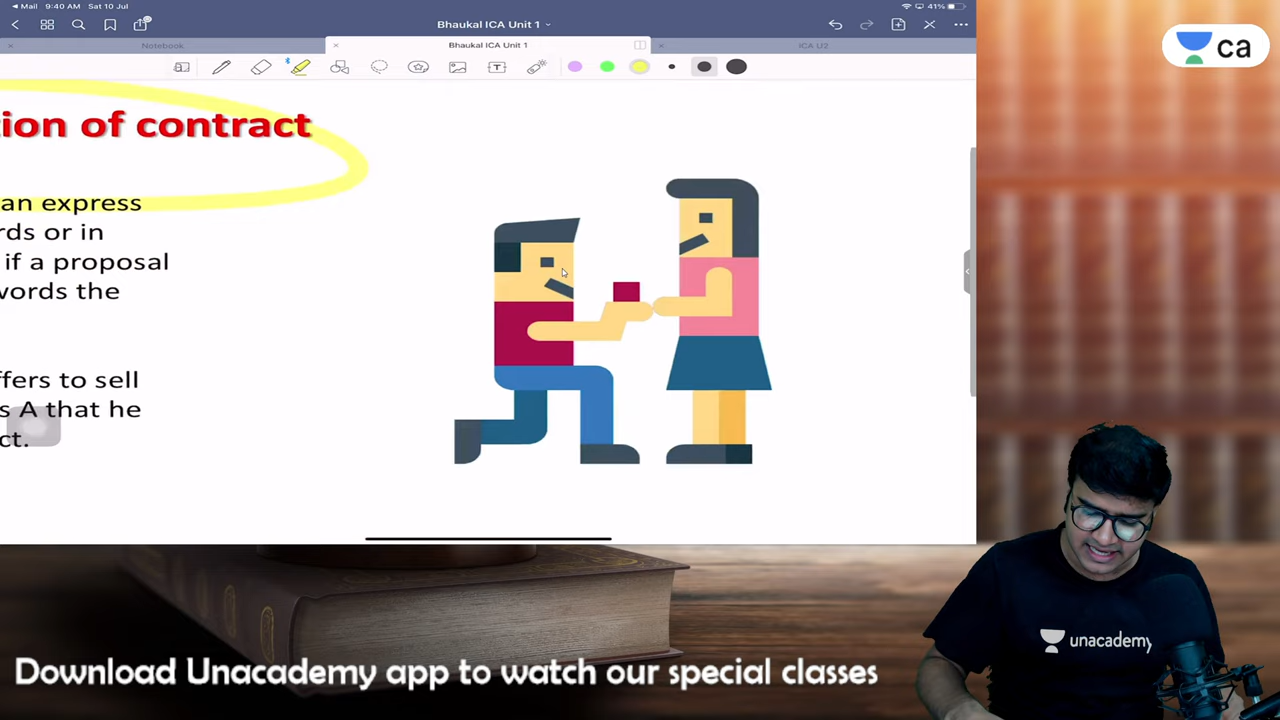 Mail 9:40 AM Sat 10 Jul 41%
Bhaukal ICA Unit 1
Notebook Bhaukal ICA Unit 1 ICA U2
ca
tion of contract
an express
rds or in
if a proposal
words the
ffers to sell
s A that he
ct.
unacademy
Download Unacademy app to watch our special classes